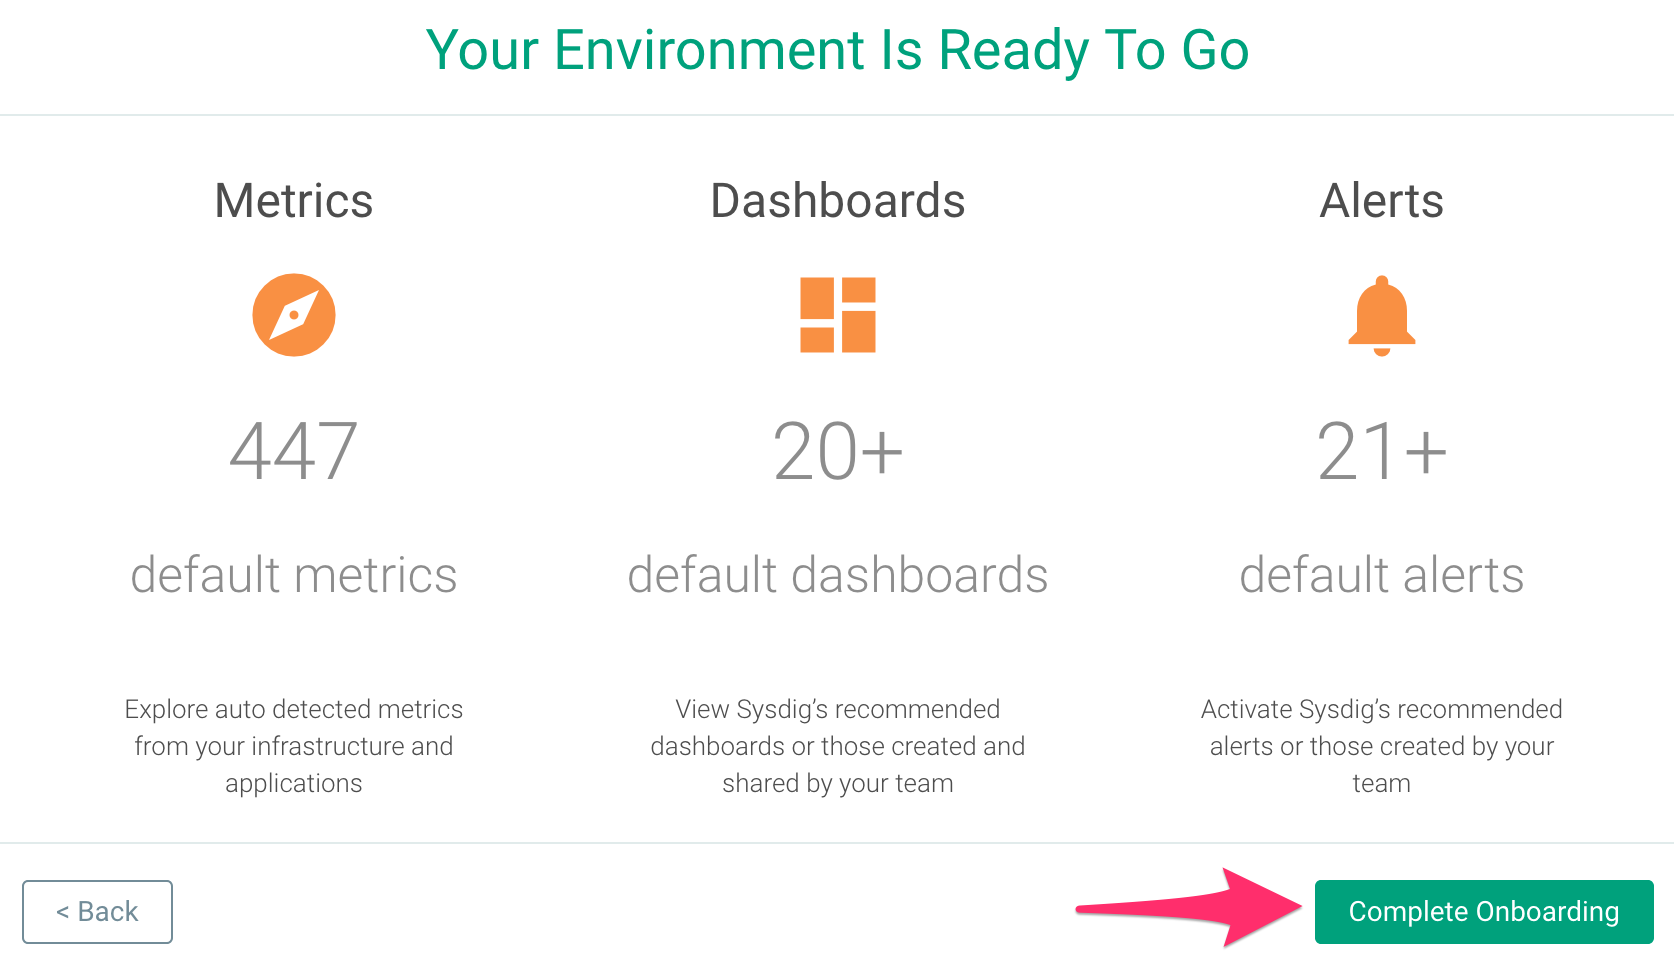 Your Environment Is Ready To Go
Metrics
Dashboards
Alerts
447
20+
21+
default metrics
default dashboards
default alerts
Explore auto detected metrics
from your infrastructure and
applications
View Sysdig’s recommended
dashboards or those created and
shared by your team
Activate Sysdig’s recommended
alerts or those created by your
team
< Back
Complete Onboarding